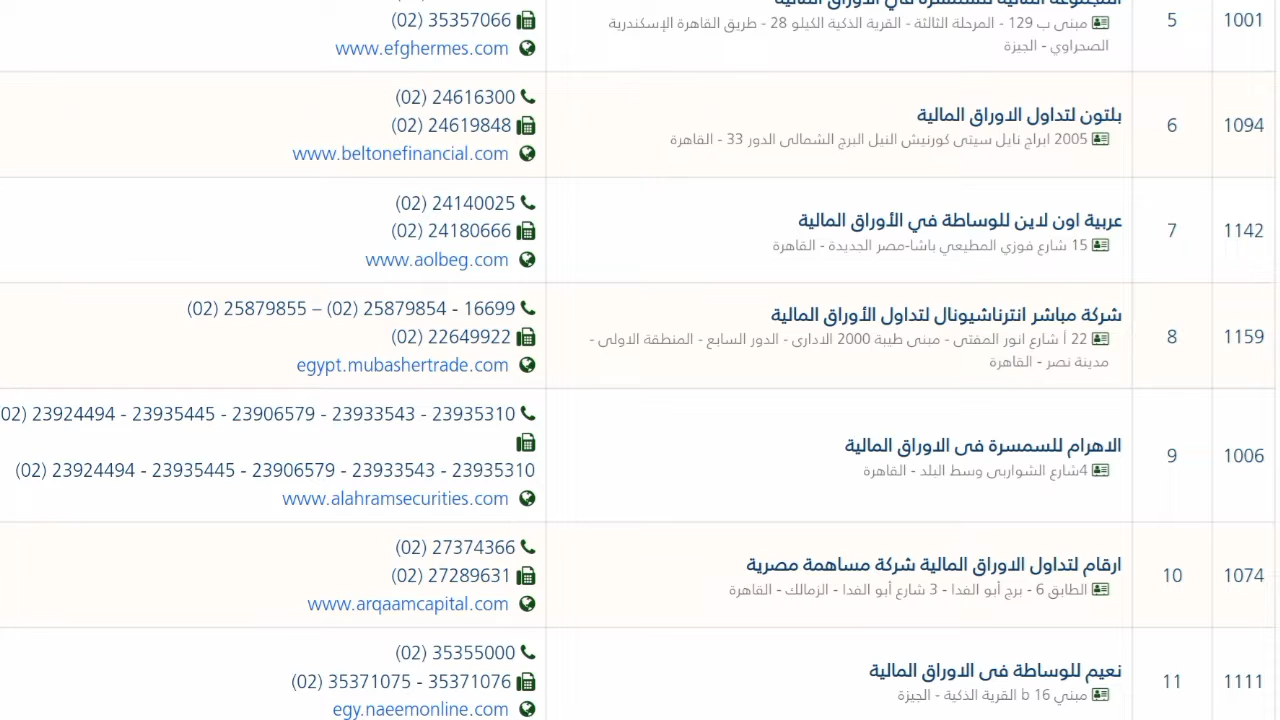 1001
5
المجموعة المالية للسمسرة في الأوراق المالية
مبنى ب 129 - المرحلة الثالثة - القرية الذكية الكيلو 28 - طريق القاهرة الإسكندرية
الصحراوي - الجيزة
(02) 35357066
www.efghermes.com
1094
6
بلتون لتداول الاوراق المالية
2005 ابراج نايل سيتى كورنيش النيل البرج الشمالى الدور 33 - القاهرة
(02) 24616300
(02) 24619848
www.beltonefinancial.com
1142
7
عربية اون لاين للوساطة في الأوراق المالية
15 شارع فوزي المطيعي باشا-مصر الجديدة - القاهرة
(02) 24140025
(02) 24180666
www.aolbeg.com
1159
8
شركة مباشر انترناشيونال لتداول الأوراق المالية
22 أ شارع انور المفتى - مبنى طيبة 2000 الادارى - الدور السابع - المنطقة الاولى -
مدينة نصر - القاهرة
(02) 25879855 – (02) 25879854 - 16699
(02) 22649922
egypt.mubashertrade.com
1006
9
الاهرام للسمسرة فى الاوراق المالية
4شارع الشواربى وسط البلد - القاهرة
02) 23924494 - 23935445 - 23906579 - 23933543 - 23935310
(02) 23924494 - 23935445 - 23906579 - 23933543 - 23935310
www.alahramsecurities.com
1074
10
ارقام لتداول الاوراق المالية شركة مساهمة مصرية
الطابق 6 - برج أبو الفدا - 3 شارع أبو الفدا - الزمالك - القاهرة
(02) 27374366
(02) 27289631
www.arqaamcapital.com
1111
11
نعيم للوساطة فى الاوراق المالية
مبني 16 b القرية الذكية - الجيزة
(02) 35355000
(02) 35371075 - 35371076
egy.naeemonline.com